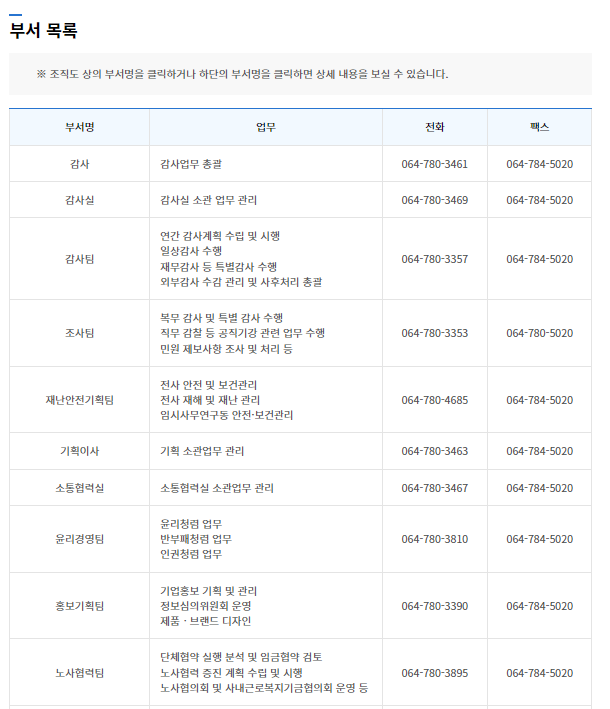 부서 목록
※ 조직도 상의 부서명을 클릭하거나 하단의 부서명을 클릭하면 상세 내용을 보실 수 있습니다.
부서명 업무 전화 팩스
감사 감사업무 총괄 064-780-3461 064-784-5020
감사실 감사실 소관 업무 관리 064-780-3469 064-784-5020
감사팀 연간 감사계획 수립 및 시행
일상감사 수행
재무감사 등 특별감사 수행
외부감사 수감 관리 및 사후처리 총괄 064-780-3357 064-784-5020
조사팀 복무 감사 및 특별 감사 수행
직무 감찰 등 공직기강 관련 업무 수행
민원 제보사항 조사 및 처리 등 064-780-3353 064-780-5020
재난안전기획팀 전사 안전 및 보건관리
전사 재해 및 재난 관리
임시사무연구동 안전·보건관리 064-780-4685 064-784-5020
기획이사 기획 소관업무 관리 064-780-3463 064-784-5020
소통협력실 소통협력실 소관업무 관리 064-780-3467 064-784-5020
윤리경영팀 윤리청렴 업무
반부패청렴 업무
인권청렴 업무 064-780-3810 064-784-5020
홍보기획팀 기업홍보 기획 및 관리
정보심의위원회 운영
제품ㆍ브랜드 디자인 064-780-3390 064-784-5020
노사협력팀 단체협약 실행 분석 및 임금협약 검토
노사협력 증진 계획 수립 및 시행
노사협의회 및 사내근로복지기금협의회 운영 등 064-780-3895 064-784-5020